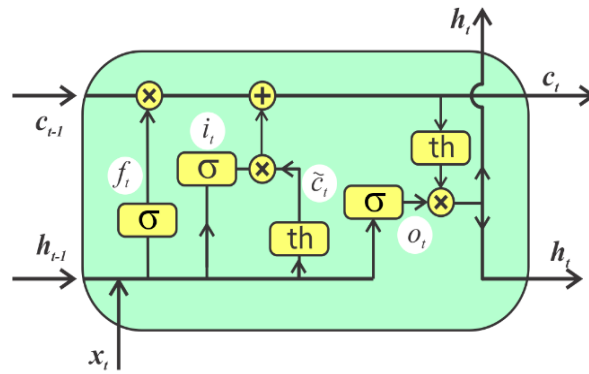 h_t
× +
c_{t-1} c_t
i_t
th
f_t σ × c̃_t
σ × 
σ th o_t
h_{t-1} h_t
x_t